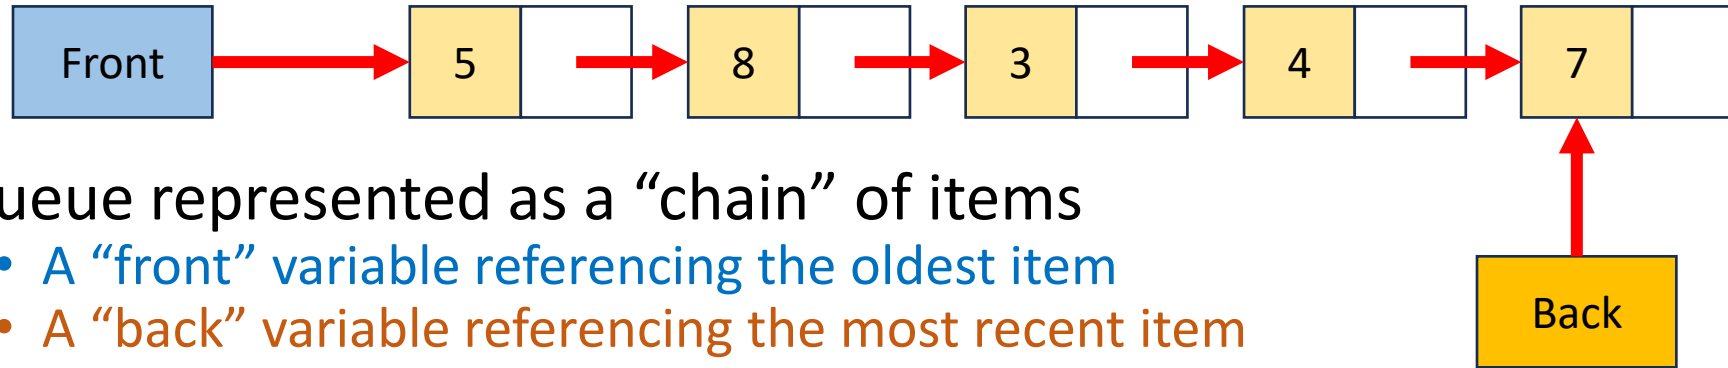 Front 5 8 3 4 7
ueue represented as a “chain” of items
• A “front” variable referencing the oldest item
• A “back” variable referencing the most recent item
Back